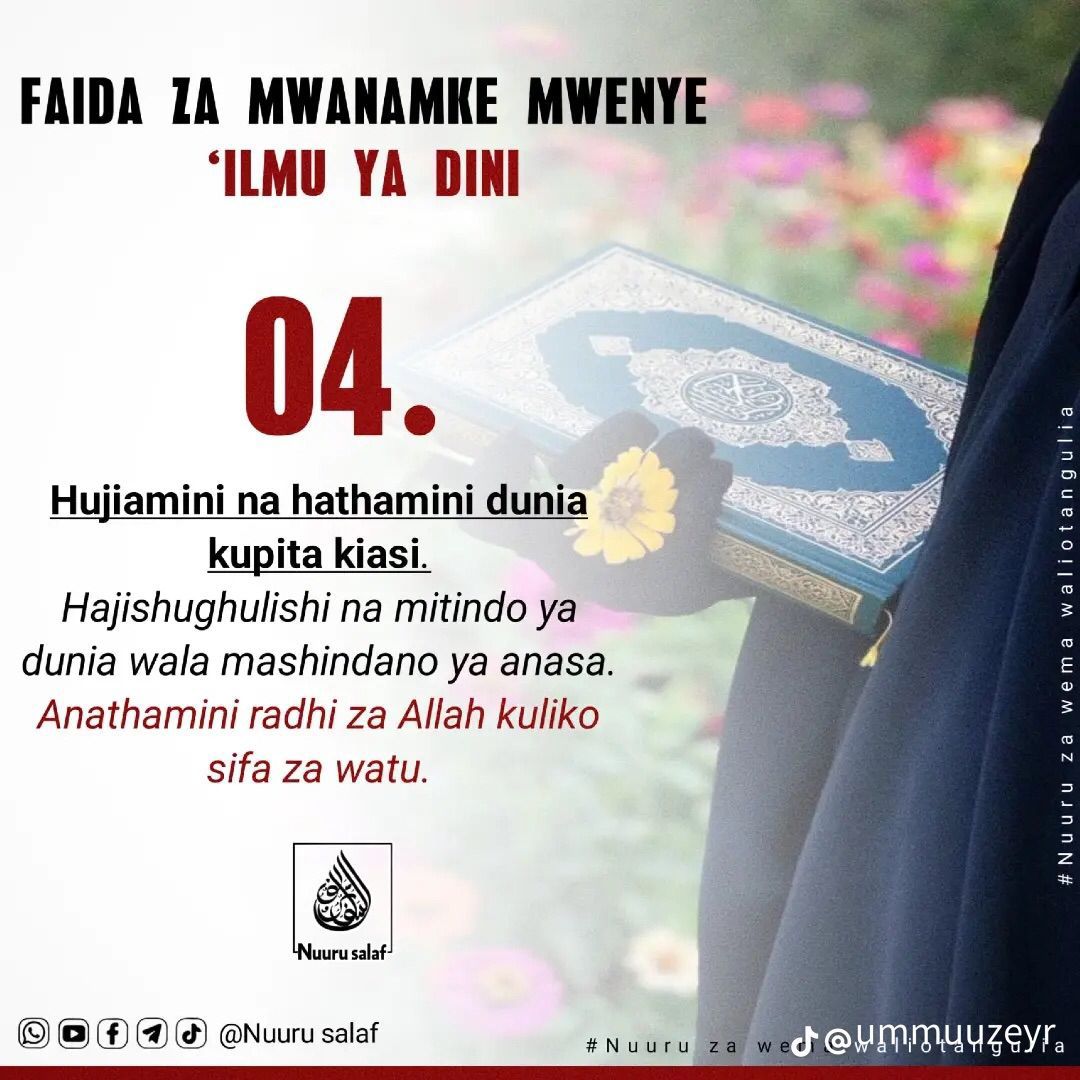 FAIDA ZA MWANAMKE MWENYE
‘ILMU YA DINI
04.
Hujiamini na hathamini dunia
kupita kiasi.
Hajishughulishi na mitindo ya
dunia wala mashindano ya anasa.
Anathamini radhi za Allah kuliko
sifa za watu.
Nuuru salaf
@Nuuru salaf
#Nuuru za wema waliotangulia
@ummuuzeyr
#Nuuru za wema waliotangulia